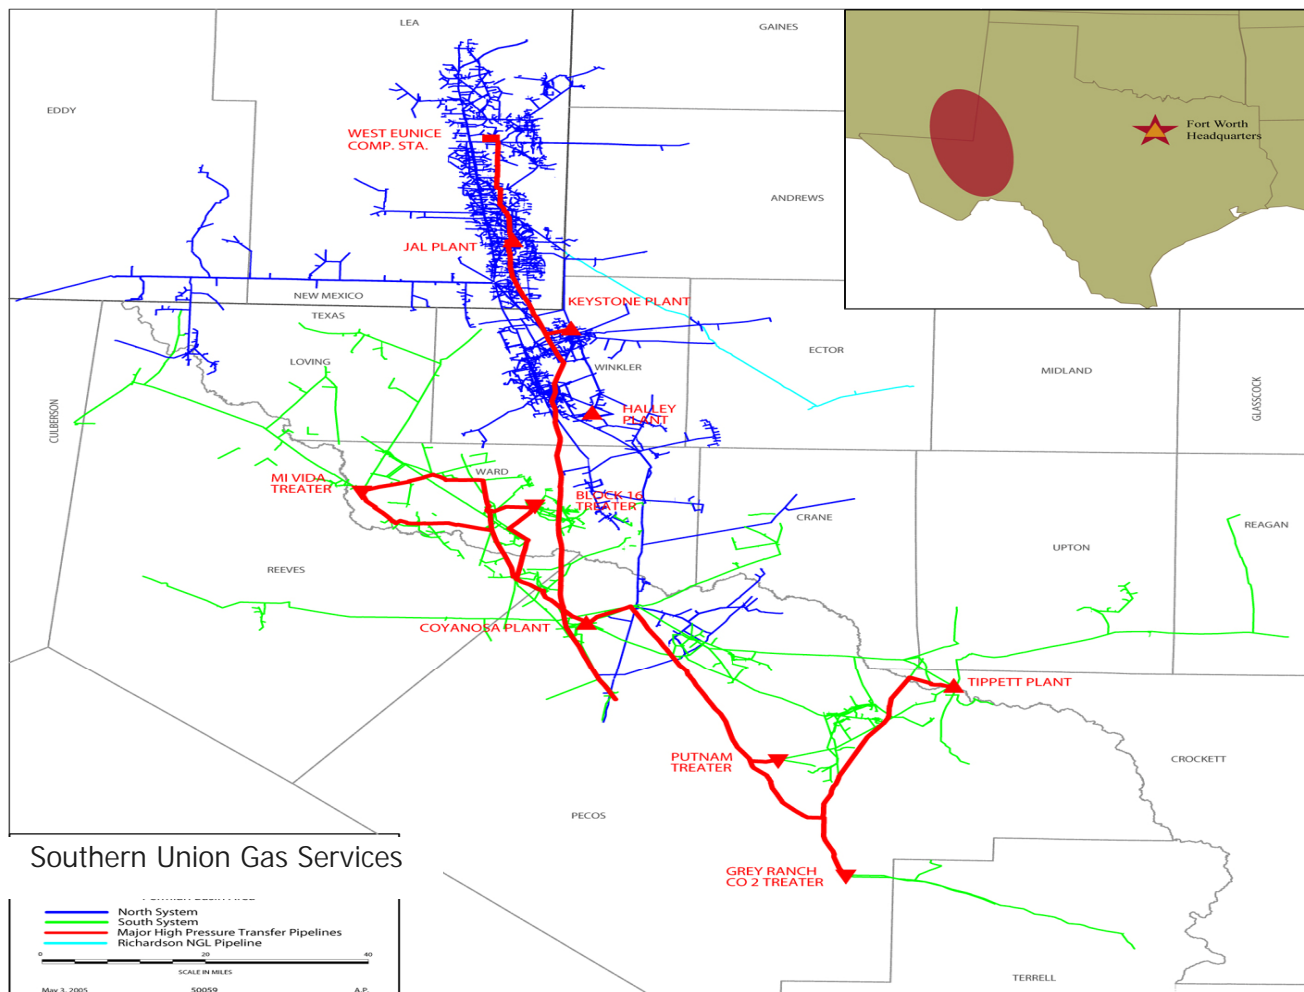 LEA
GAINES
EDDY
WEST EUNICE
COMP. STA.
Fort Worth
Headquarters
ANDREWS
JAL PLANT
NEW MEXICO
TEXAS
KEYSTONE PLANT
LOVING
WINKLER
ECTOR
MIDLAND
GLASSCOCK
CULBERSON
HALLEY
PLANT
MI VIDA
TREATER
WARD
BLOCK 16
TREATER
CRANE
REAGAN
UPTON
REEVES
COYANOSA PLANT
TIPPETT PLANT
PUTNAM
TREATER
CROCKETT
PECOS
GREY RANCH
CO 2 TREATER
TERRELL
Southern Union Gas Services
North System
South System
Major High Pressure Transfer Pipelines
Richardson NGL Pipeline
0 20 40
SCALE IN MILES
May 3, 2005 50059 A.P.